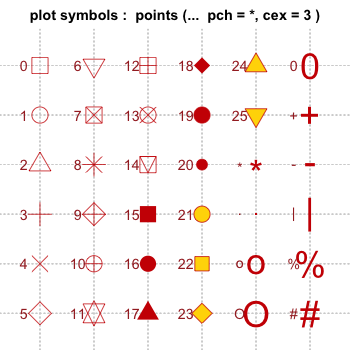 plot symbols : points (... pch = *, cex = 3 )
0 6 12 18 24 0 0
1 7 13 19 25 + +
2 8 14 20 * * - -
3 9 15 21 . . | |
4 10 16 22 o o % %
5 11 17 23 O O # #